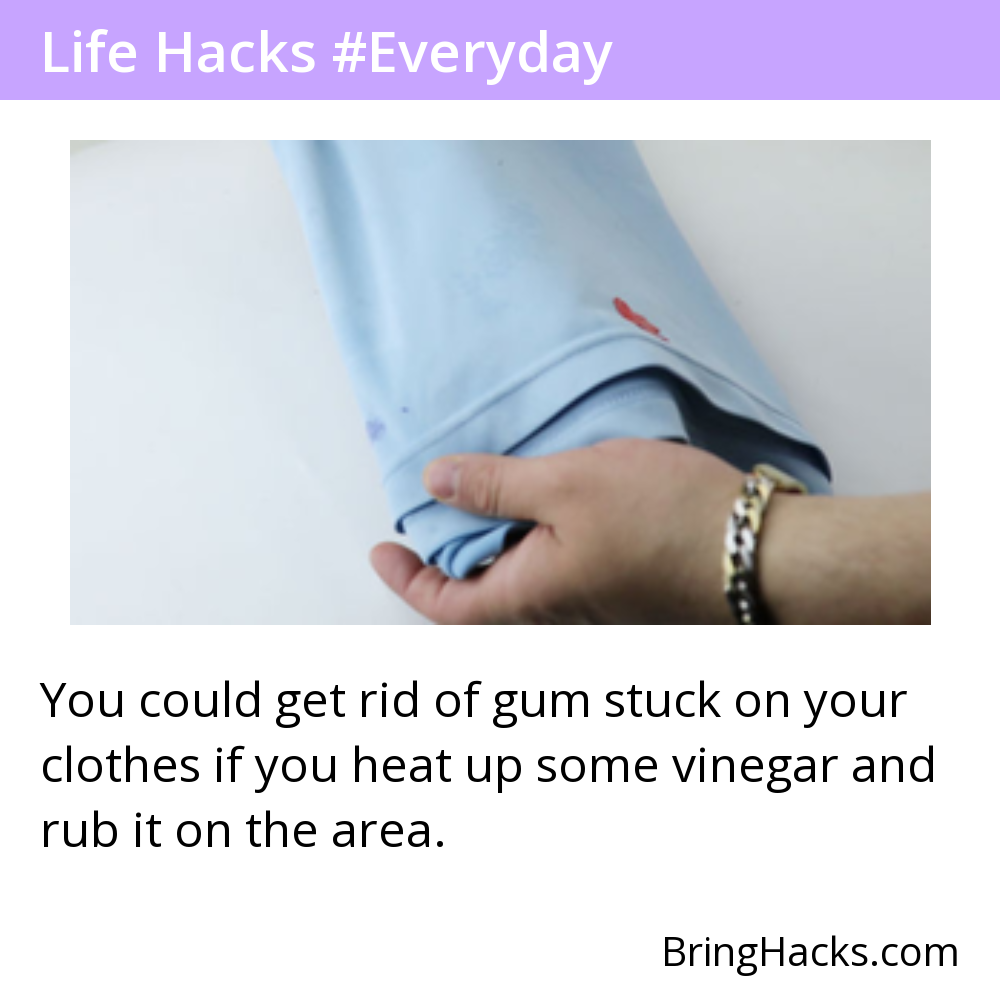 Life Hacks #Everyday
You could get rid of gum stuck on your
clothes if you heat up some vinegar and
rub it on the area.
BringHacks.com